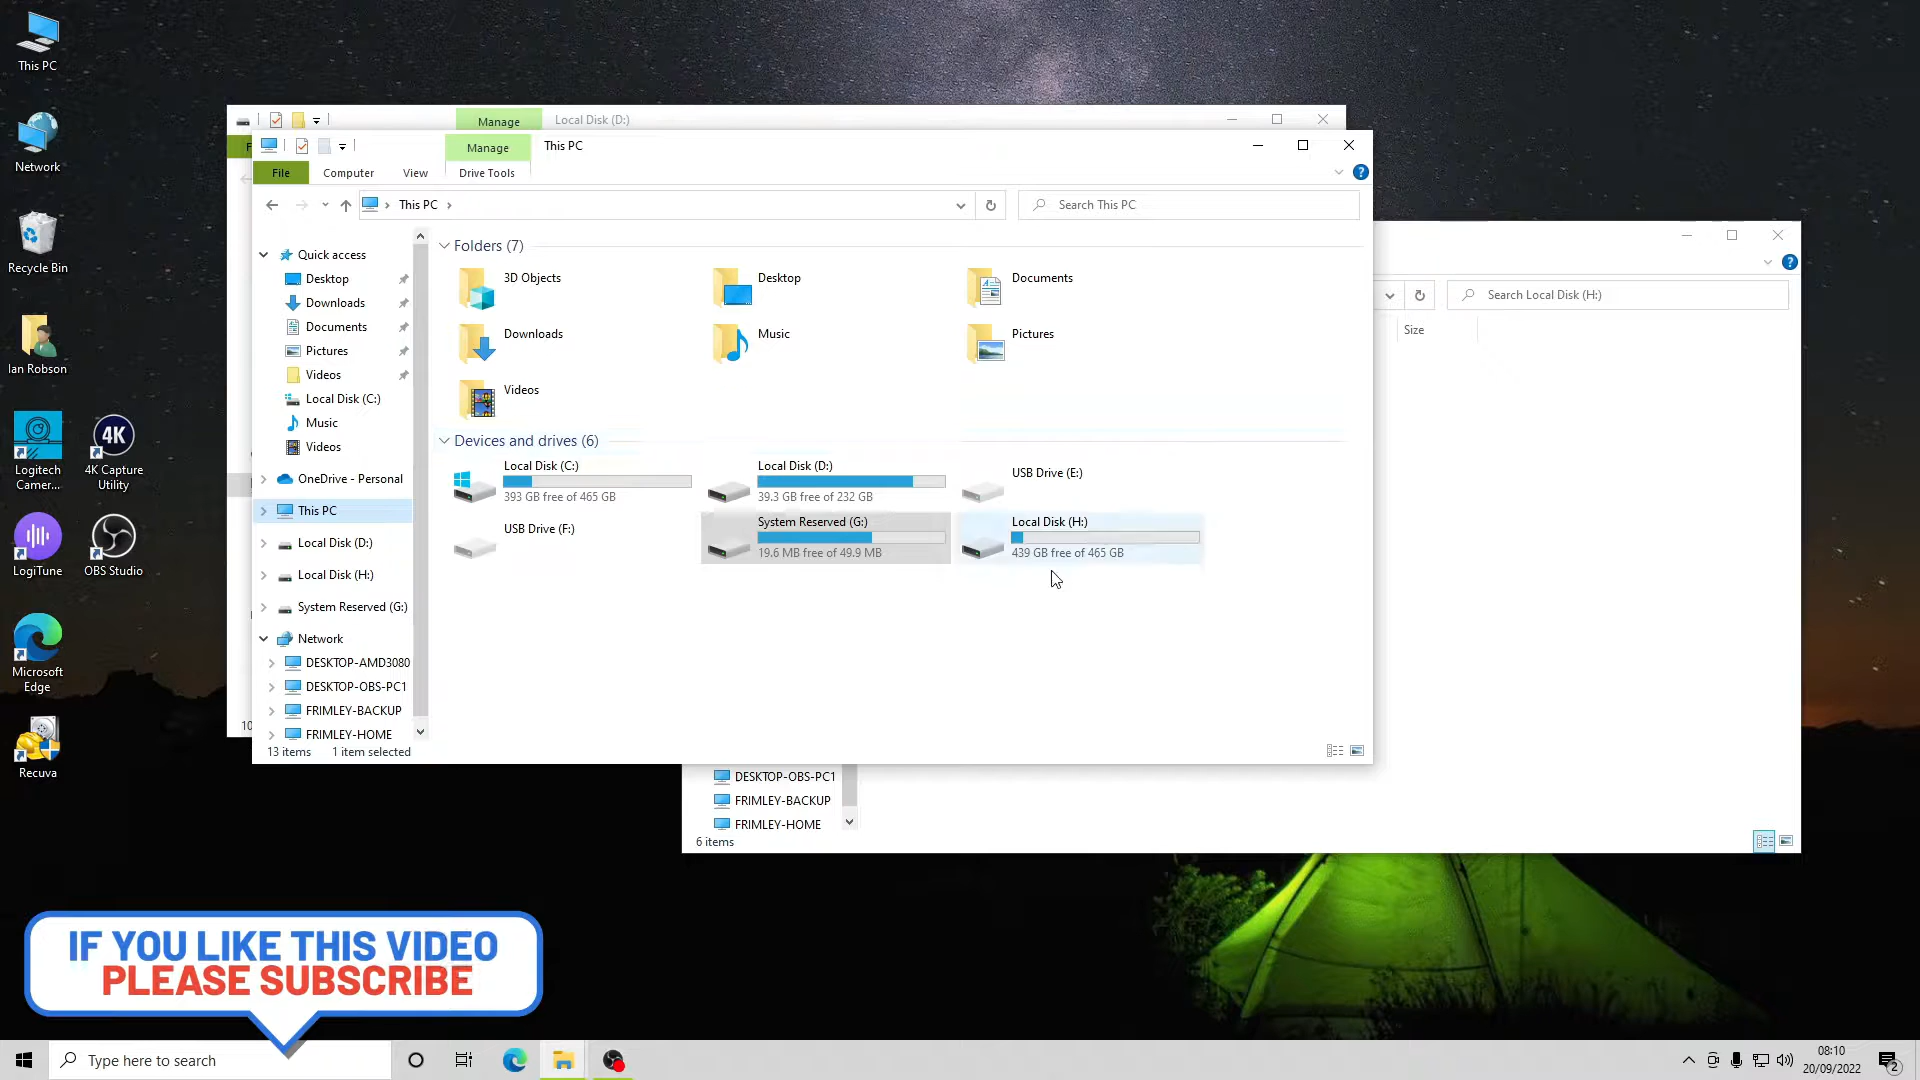 This PC
Network
Recycle Bin
Ian Robson
Logitech
Camer...
4K
4K Capture
Utility
LogiTune
OBS Studio
Microsoft
Edge
Recuva
Manage
Local Disk (D:)
F
Manage
This PC
File
Computer
View
Drive Tools
This PC
Search This PC
Quick access
Desktop
Downloads
Documents
Pictures
Videos
Local Disk (C:)
Music
Videos
OneDrive - Personal
This PC
Local Disk (D:)
Local Disk (H:)
System Reserved (G:)
Network
DESKTOP-AMD3080
DESKTOP-OBS-PC1
FRIMLEY-BACKUP
FRIMLEY-HOME
Folders (7)
3D Objects
Desktop
Documents
Downloads
Music
Pictures
Videos
Devices and drives (6)
Local Disk (C:)
393 GB free of 465 GB
Local Disk (D:)
39.3 GB free of 232 GB
USB Drive (E:)
USB Drive (F:)
System Reserved (G:)
19.6 MB free of 49.9 MB
Local Disk (H:)
439 GB free of 465 GB
10
13 items
1 item selected
Search Local Disk (H:)
Size
DESKTOP-OBS-PC1
FRIMLEY-BACKUP
FRIMLEY-HOME
6 items
IF YOU LIKE THIS VIDEO
PLEASE SUBSCRIBE
Type here to search
08:10
20/09/2022
2